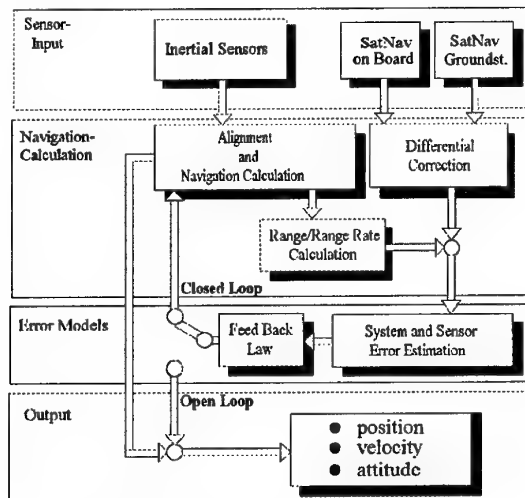 Sensor-
Input
Inertial Sensors
SatNav
on Board
SatNav
Groundst.
Navigation-
Calculation
Alignment
and
Navigation Calculation
Differential
Correction
Range/Range Rate
Calculation
Closed Loop
Error Models
Feed Back
Law
System and Sensor
Error Estimation
Open Loop
Output
● position
● velocity
● attitude